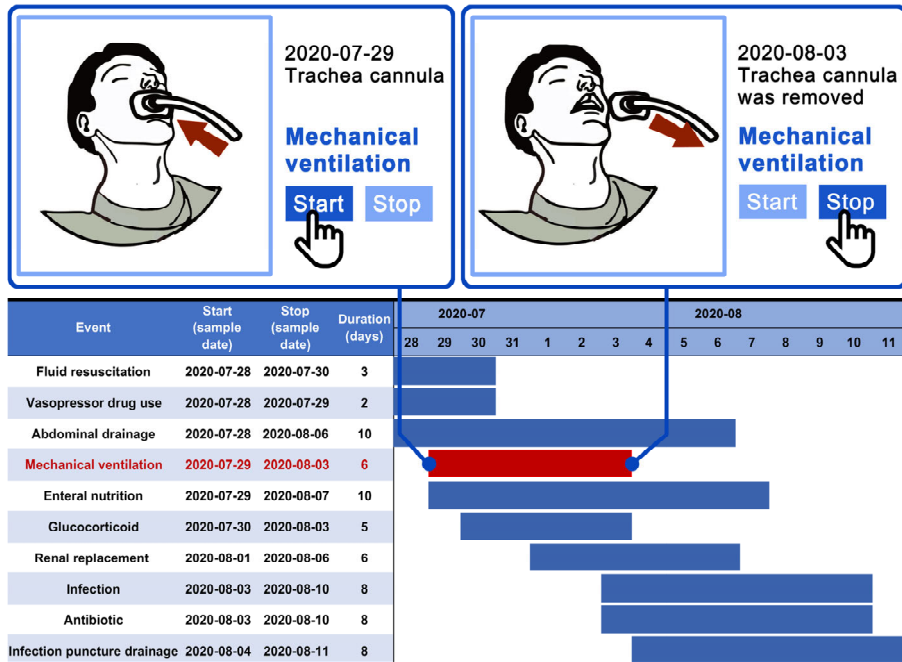 2020-07-29
Trachea cannula
Mechanical
ventilation
Start Stop
2020-08-03
Trachea cannula
was removed
Mechanical
ventilation
Start Stop
Event Start (sample date) Stop (sample date) Duration (days) 2020-07 2020-08
28 29 30 31 1 2 3 4 5 6 7 8 9 10 11
Fluid resuscitation 2020-07-28 2020-07-30 3
Vasopressor drug use 2020-07-28 2020-07-29 2
Abdominal drainage 2020-07-28 2020-08-06 10
Mechanical ventilation 2020-07-29 2020-08-03 6
Enteral nutrition 2020-07-29 2020-08-07 10
Glucocorticoid 2020-07-30 2020-08-03 5
Renal replacement 2020-08-01 2020-08-06 6
Infection 2020-08-03 2020-08-10 8
Antibiotic 2020-08-03 2020-08-10 8
Infection puncture drainage 2020-08-04 2020-08-11 8